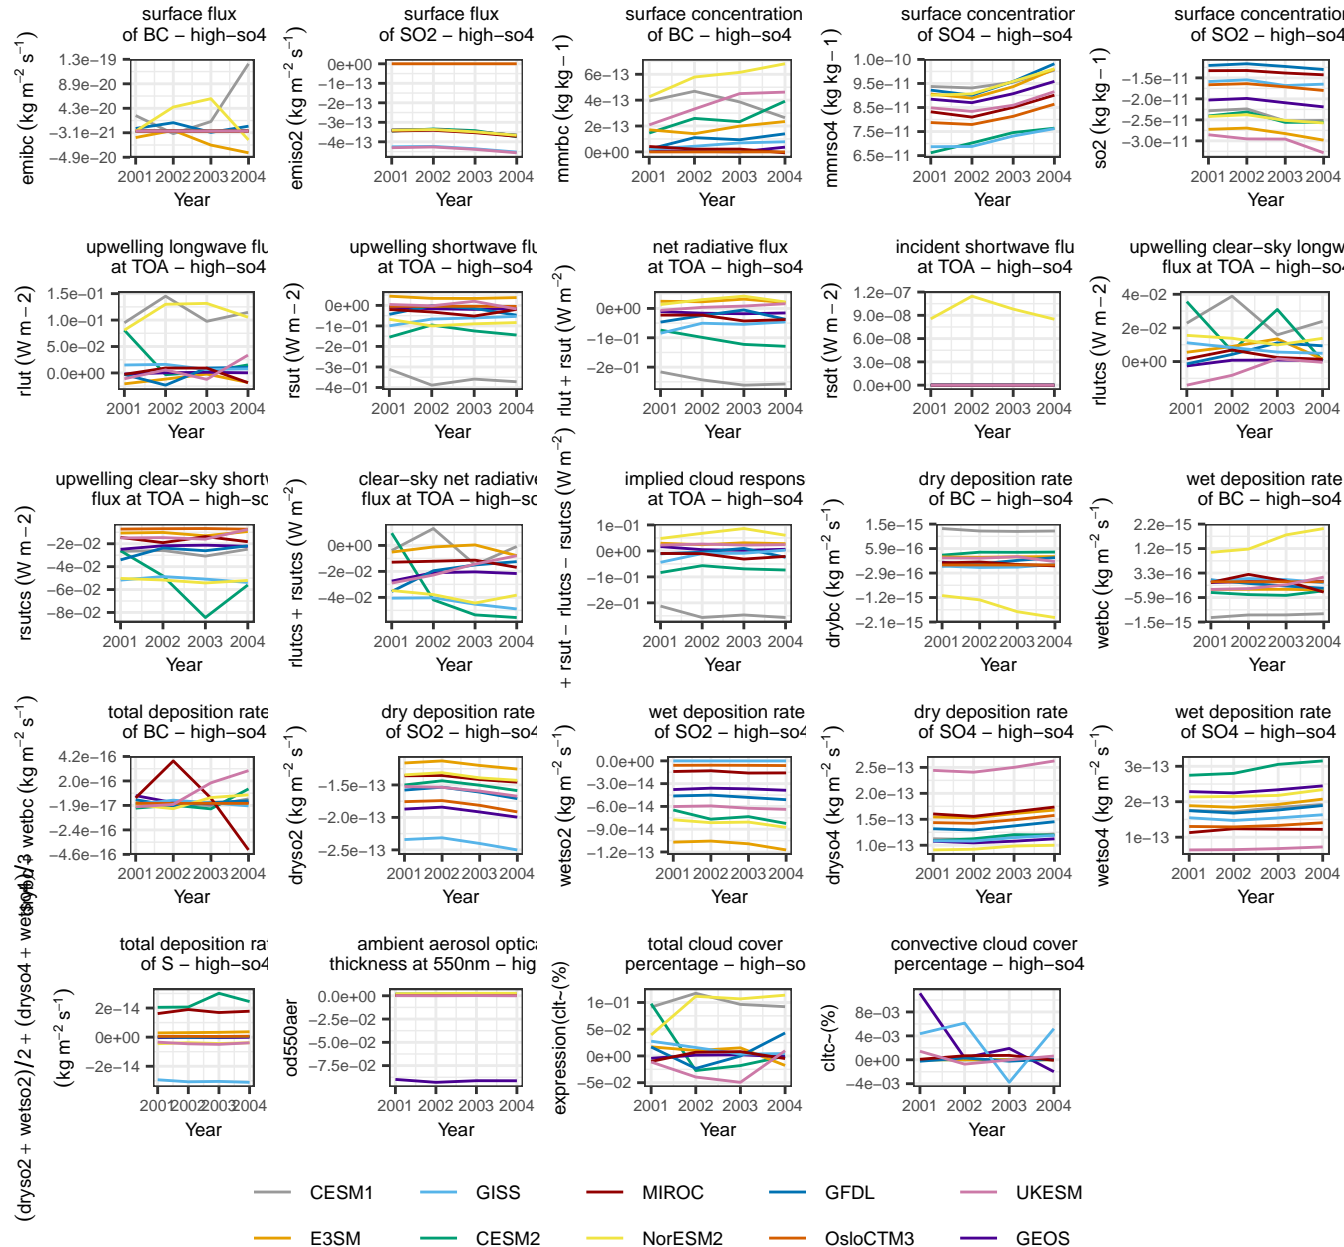 surface flux
of BC − high−so4
emibc (kg m−2 s−1)
1.3e−19
8.9e−20
4.3e−20
−3.1e−21
−4.9e−20
2001 2002 2003 2004
Year
surface flux
of SO2 − high−so4
emiso2 (kg m−2 s−1)
0e+00
−1e−13
−2e−13
−3e−13
−4e−13
2001 2002 2003 2004
Year
surface concentration
of BC − high−so4
mmrbc (kg kg − 1)
6e−13
4e−13
2e−13
0e+00
2001 2002 2003 2004
Year
surface concentration
of SO4 − high−so4
mmrso4 (kg kg − 1)
1.0e−10
9.5e−11
8.5e−11
7.5e−11
6.5e−11
2001 2002 2003 2004
Year
surface concentration
of SO2 − high−so4
so2 (kg kg − 1)
−1.5e−11
−2.0e−11
−2.5e−11
−3.0e−11
2001 2002 2003 2004
Year
upwelling longwave flu
at TOA − high−so4
rlut (W m − 2)
1.5e−01
1.0e−01
5.0e−02
0.0e+00
2001 2002 2003 2004
Year
upwelling shortwave flu
at TOA − high−so4
rsut (W m − 2)
0e+00
−1e−01
−2e−01
−3e−01
−4e−01
2001 2002 2003 2004
Year
net radiative flux
at TOA − high−so4
rlut + rsut (W m−2)
0e+00
−1e−01
−2e−01
2001 2002 2003 2004
Year
incident shortwave flu
at TOA − high−so4
rsdt (W m − 2)
1.2e−07
9.0e−08
6.0e−08
3.0e−08
0.0e+00
2001 2002 2003 2004
Year
upwelling clear−sky longw
flux at TOA − high−so4
rlutcs (W m − 2)
4e−02
2e−02
0e+00
2001 2002 2003 2004
Year
upwelling clear−sky shortw
flux at TOA − high−so
rsutcs (W m − 2)
−2e−02
−4e−02
−6e−02
−8e−02
2001 2002 2003 2004
Year
clear−sky net radiative
flux at TOA − high−so4
rlutcs + rsutcs (W m−2)
0e+00
−2e−02
−4e−02
2001 2002 2003 2004
Year
implied cloud respons
at TOA − high−so4
+ rsut − rlutcs − rsutcs (W m−2)
1e−01
0e+00
−1e−01
−2e−01
2001 2002 2003 2004
Year
dry deposition rate
of BC − high−so4
drybc (kg m−2 s−1)
1.5e−15
5.9e−16
−2.9e−16
−1.2e−15
−2.1e−15
2001 2002 2003 2004
Year
wet deposition rate
of BC − high−so4
wetbc (kg m−2 s−1)
2.2e−15
1.2e−15
3.3e−16
−5.9e−16
−1.5e−15
2001 2002 2003 2004
Year
total deposition rate
of BC − high−so4
drybc + wetbc (kg m−2 s−1)
4.2e−16
2.0e−16
−1.9e−17
−2.4e−16
−4.6e−16
2001 2002 2003 2004
Year
dry deposition rate
of SO2 − high−so4
dryso2 (kg m−2 s−1)
−1.5e−13
−2.0e−13
−2.5e−13
2001 2002 2003 2004
Year
wet deposition rate
of SO2 − high−so4
wetso2 (kg m−2 s−1)
0.0e+00
−3.0e−14
−6.0e−14
−9.0e−14
−1.2e−13
2001 2002 2003 2004
Year
dry deposition rate
of SO4 − high−so4
dryso4 (kg m−2 s−1)
2.5e−13
2.0e−13
1.5e−13
1.0e−13
2001 2002 2003 2004
Year
wet deposition rate
of SO4 − high−so4
wetso4 (kg m−2 s−1)
3e−13
2e−13
1e−13
2001 2002 2003 2004
Year
total deposition rat
of S − high−so4
(dryso2 + wetso2)/2 + (dryso4 + wetso4)/3
(kg m−2 s−1)
2e−14
0e+00
−2e−14
2001 2002 2003 2004
Year
ambient aerosol optica
thickness at 550nm − hig
od550aer
0.0e+00
−2.5e−02
−5.0e−02
−7.5e−02
2001 2002 2003 2004
Year
total cloud cover
percentage − high−so
expression(clt~(%)
1e−01
5e−02
0e+00
−5e−02
2001 2002 2003 2004
Year
convective cloud cover
percentage − high−so4
cltc~(%)
8e−03
4e−03
0e+00
−4e−03
2001 2002 2003 2004
Year
CESM1 GISS MIROC GFDL UKESM
E3SM CESM2 NorESM2 OsloCTM3 GEOS